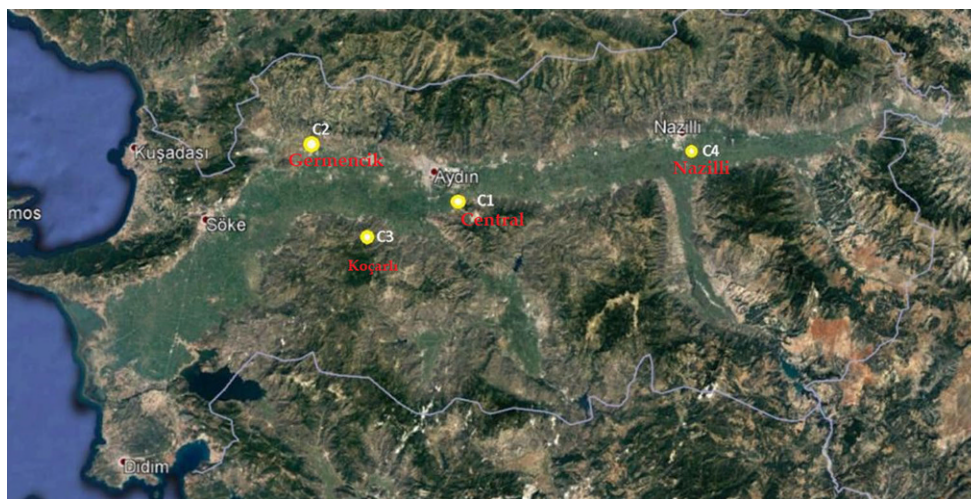 C2
Nazilli
Kuşadası
Germencik
C4
Nazilli
Aydın
mos
C1
Central
Söke
C3
Koçarlı
Didim